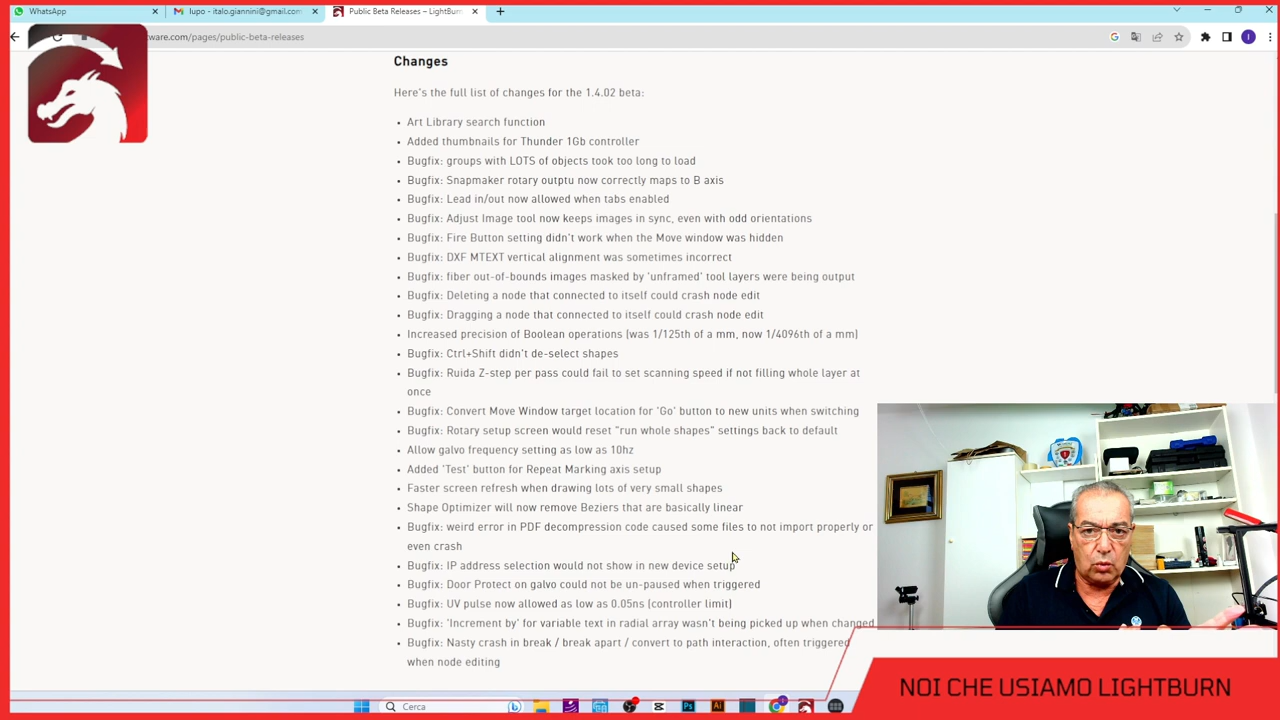 WhatsApp
lupo - italo.giannini@gmail.com
Public Beta Releases – LightBurn
tware.com/pages/public-beta-releases
Changes
Here's the full list of changes for the 1.4.02 beta:
• Art Library search function
• Added thumbnails for Thunder 1Gb controller
• Bugfix: groups with LOTS of objects took too long to load
• Bugfix: Snapmaker rotary outptu now correctly maps to B axis
• Bugfix: Lead in/out now allowed when tabs enabled
• Bugfix: Adjust Image tool now keeps images in sync, even with odd orientations
• Bugfix: Fire Button setting didn't work when the Move window was hidden
• Bugfix: DXF MTEXT vertical alignment was sometimes incorrect
• Bugfix: fiber out-of-bounds images masked by 'unframed' tool layers were being output
• Bugfix: Deleting a node that connected to itself could crash node edit
• Bugfix: Dragging a node that connected to itself could crash node edit
• Increased precision of Boolean operations (was 1/125th of a mm, now 1/4096th of a mm)
• Bugfix: Ctrl+Shift didn't de-select shapes
• Bugfix: Ruida Z-step per pass could fail to set scanning speed if not filling whole layer at
once
• Bugfix: Convert Move Window target location for 'Go' button to new units when switching
• Bugfix: Rotary setup screen would reset "run whole shapes" settings back to default
• Allow galvo frequency setting as low as 10hz
• Added 'Test' button for Repeat Marking axis setup
• Faster screen refresh when drawing lots of very small shapes
• Shape Optimizer will now remove Beziers that are basically linear
• Bugfix: weird error in PDF decompression code caused some files to not import properly or
even crash
• Bugfix: IP address selection would not show in new device setup
• Bugfix: Door Protect on galvo could not be un-paused when triggered
• Bugfix: UV pulse now allowed as low as 0.05ns (controller limit)
• Bugfix: 'Increment by' for variable text in radial array wasn't being picked up when changed
• Bugfix: Nasty crash in break / break apart / convert to path interaction, often triggered
when node editing
NOI CHE USIAMO LIGHTBURN
Cerca